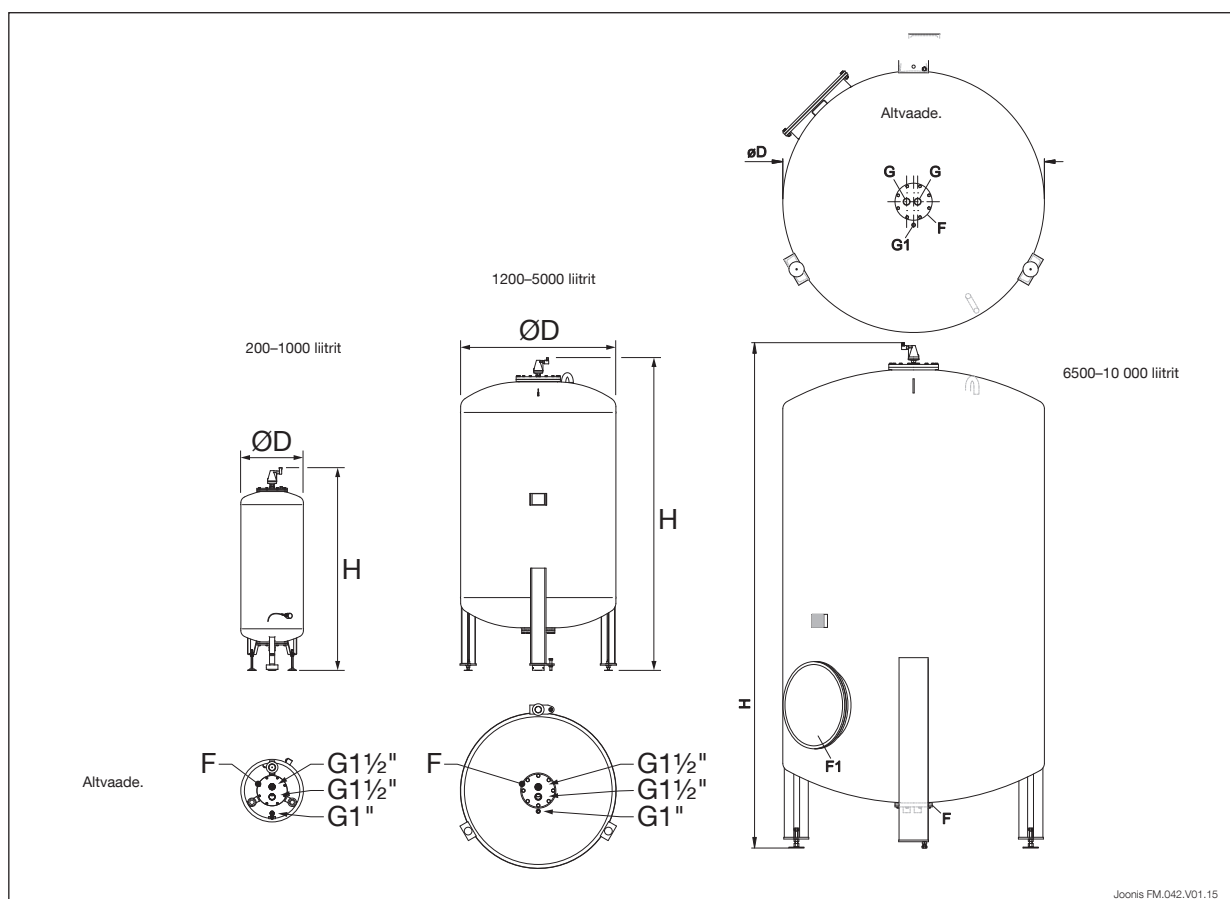 Altvaade.
øD
G
G
F
G1
1200–5000 liitrit
ØD
200–1000 liitrit
6500–10 000 liitrit
ØD
H
H
H
F1
F
G1½"
G1½"
G1"
F
G1½"
G1½"
G1"
F
Altvaade.
Joonis FM.042.V01.15